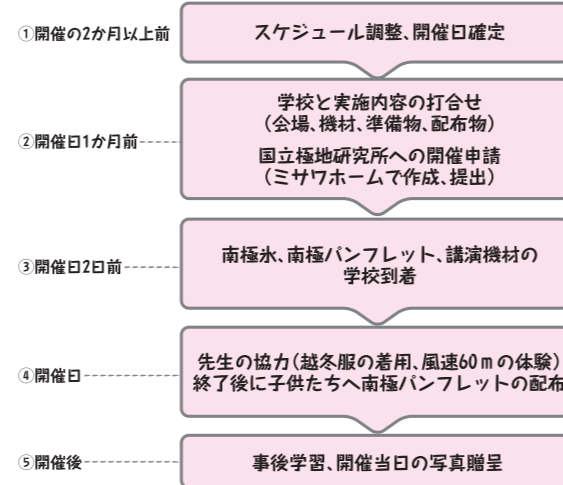 ①開催の2か月以上前
スケジュール調整、開催日確定
②開催日1か月前
学校と実施内容の打合せ
(会場、機材、準備物、配布物)
国立極地研究所への開催申請
(ミサワホームで作成、提出)
③開催日2日前
南極氷、南極パンフレット、講演機材の
学校到着
④開催日
先生の協力(越冬服の着用、風速60mの体験)
終了後に子供たちへ南極パンフレットの配布
⑤開催後
事後学習、開催当日の写真贈呈